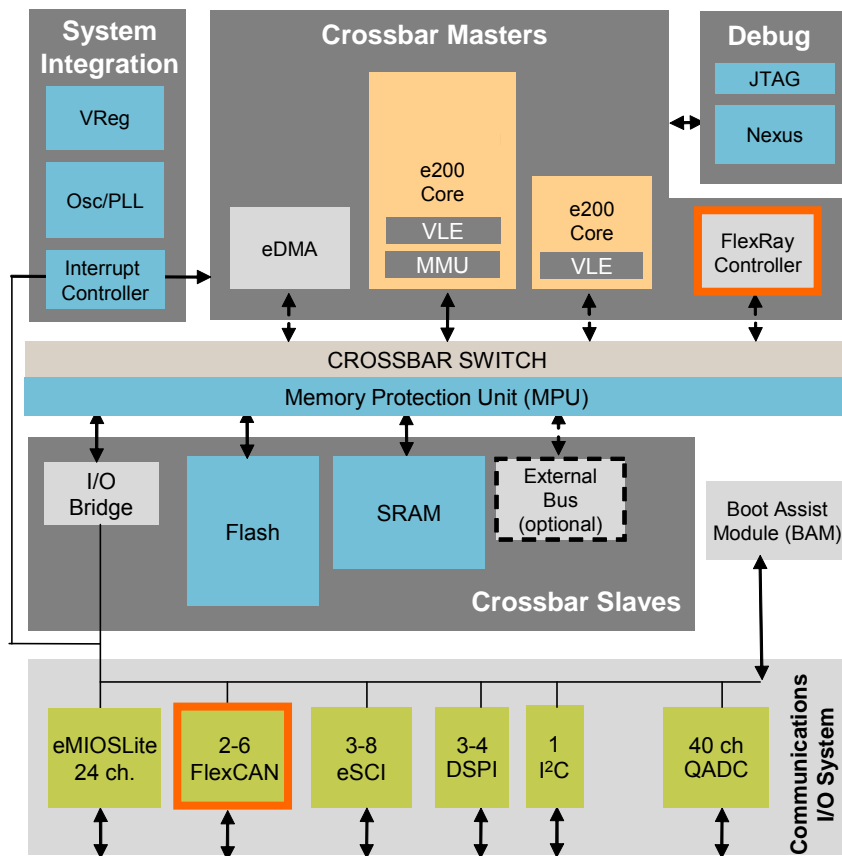 System
Integration
VReg
Osc/PLL
Interrupt
Controller
Crossbar Masters
eDMA
e200
Core
VLE
MMU
e200
Core
VLE
FlexRay
Controller
Debug
JTAG
Nexus
CROSSBAR SWITCH
Memory Protection Unit (MPU)
I/O
Bridge
Flash
SRAM
External
Bus
(optional)
Crossbar Slaves
Boot Assist
Module (BAM)
eMIOSLite
24 ch.
2-6
FlexCAN
3-8
eSCI
3-4
DSPI
1
I²C
40 ch
QADC
Communications
I/O System